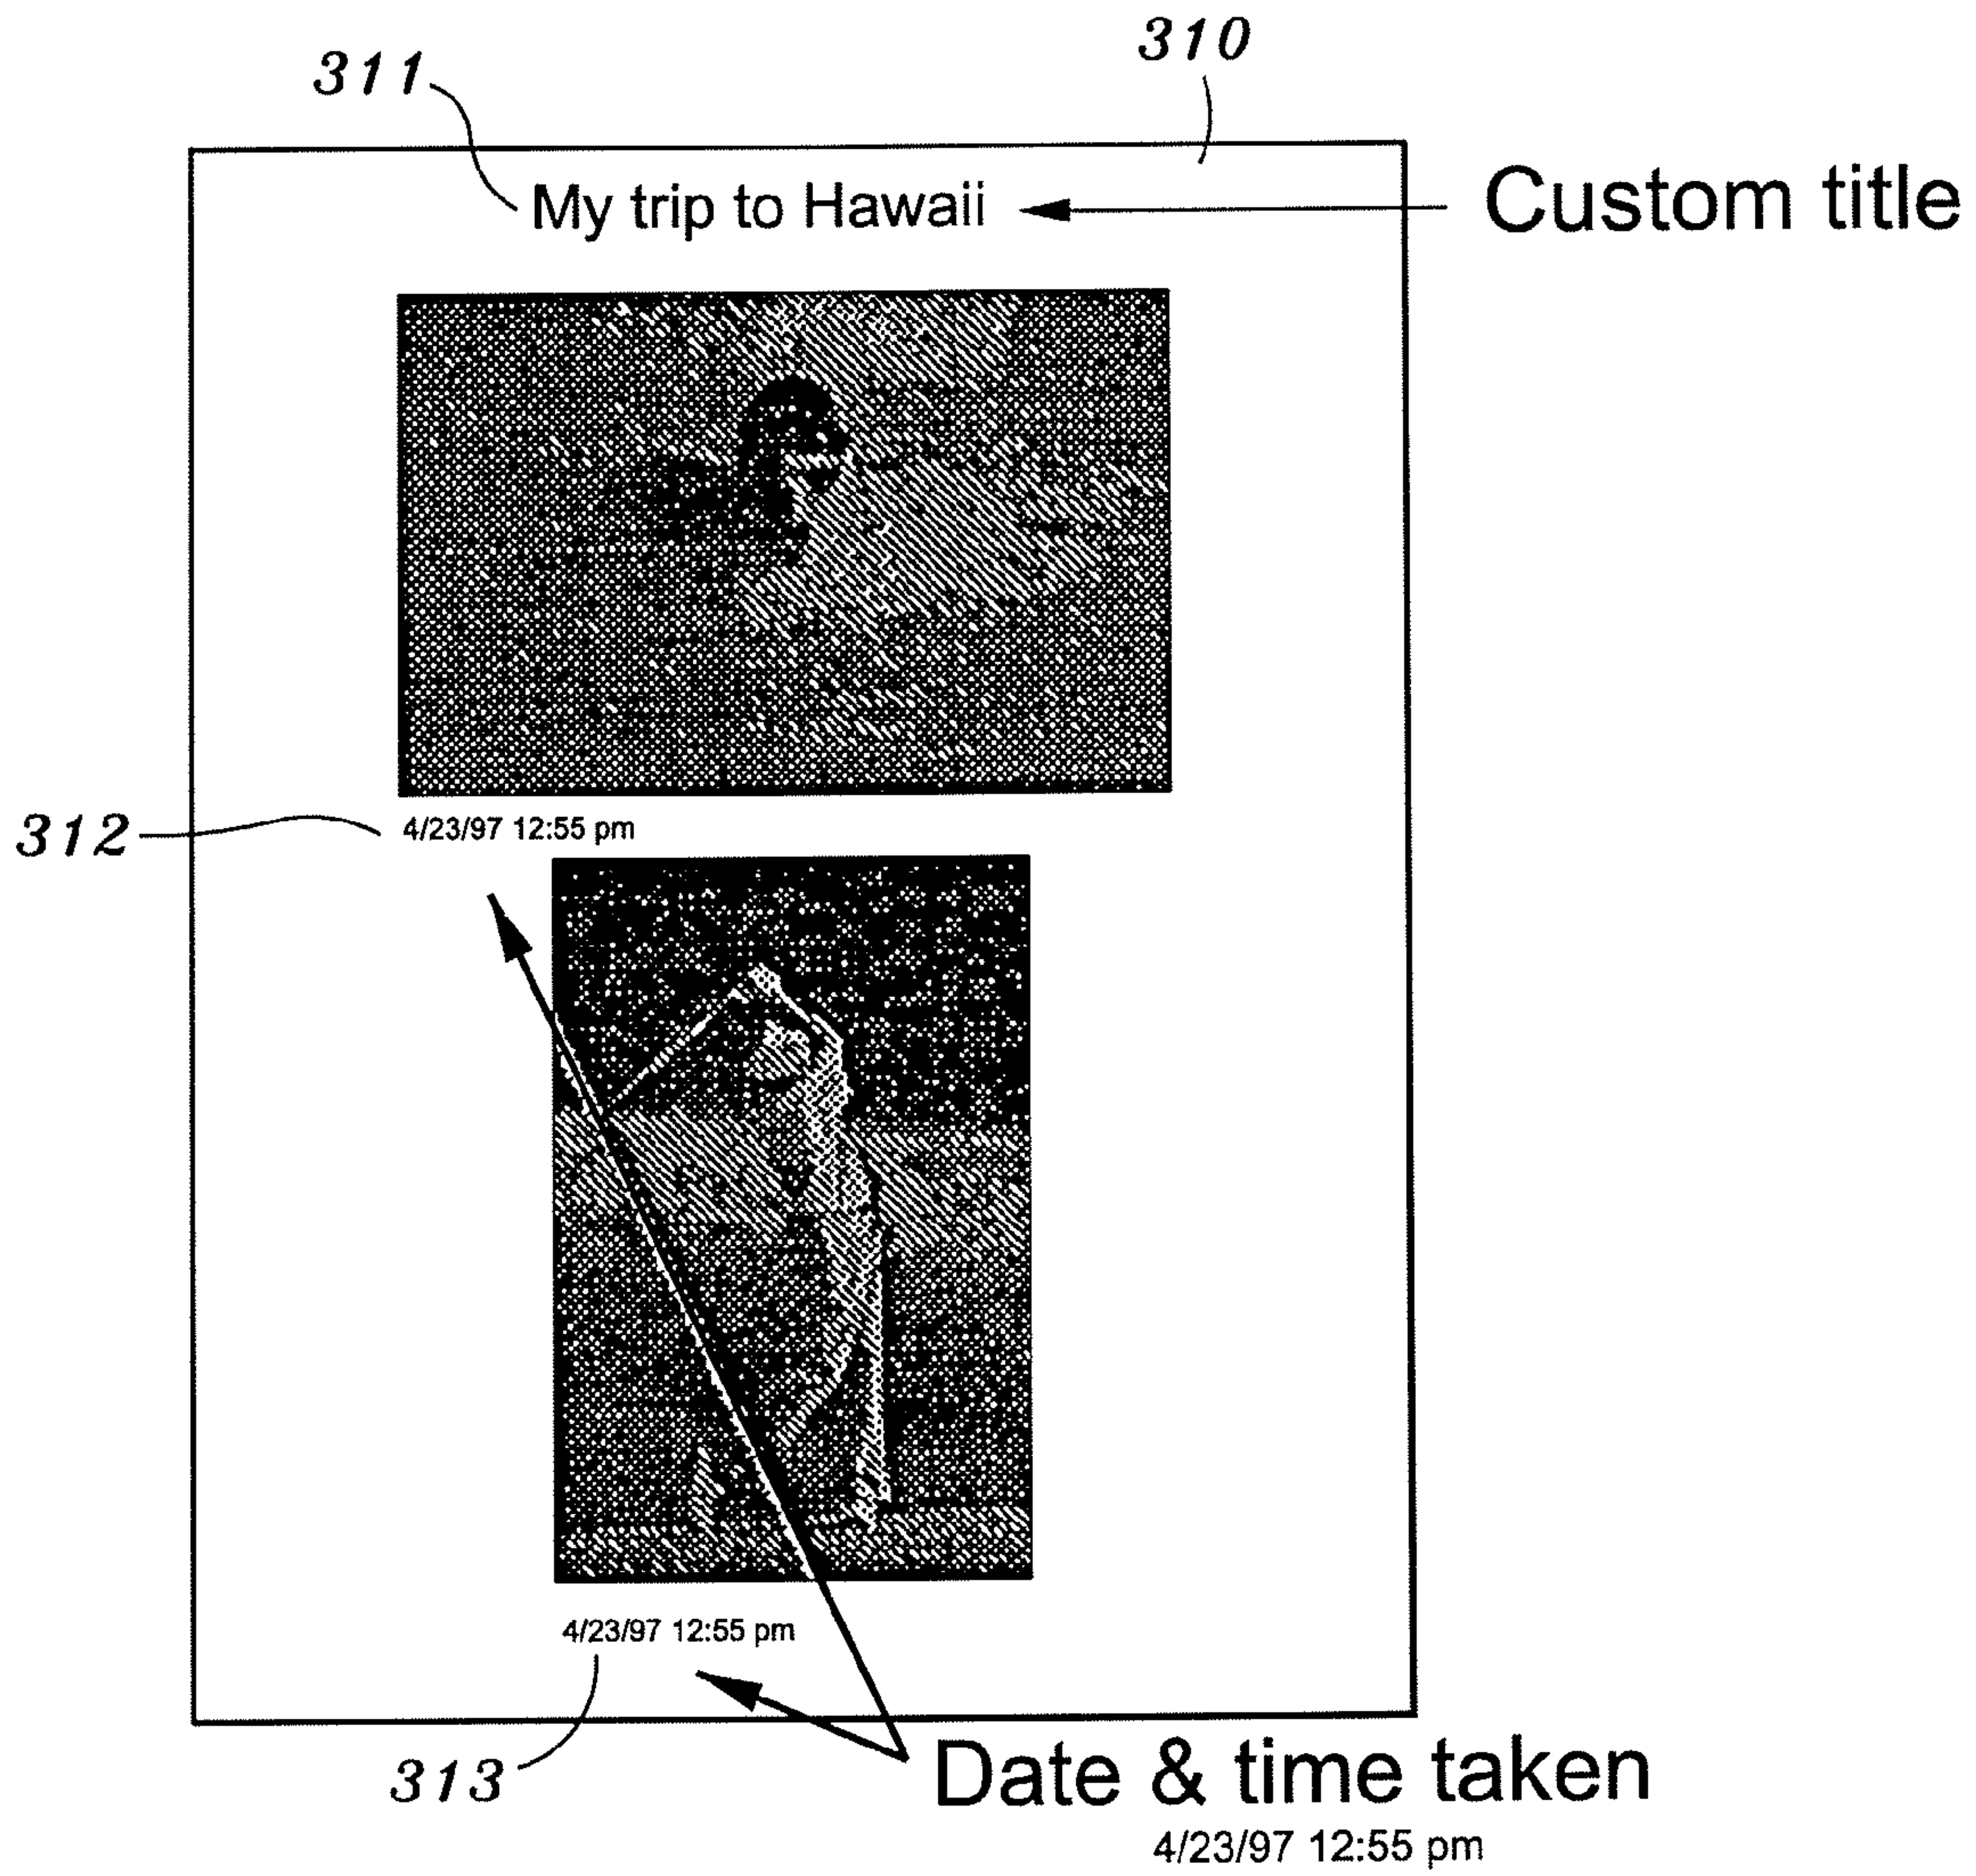 310
311
My trip to Hawaii
Custom title
312
4/23/97 12:55 pm
4/23/97 12:55 pm
313
Date & time taken
4/23/97 12:55 pm